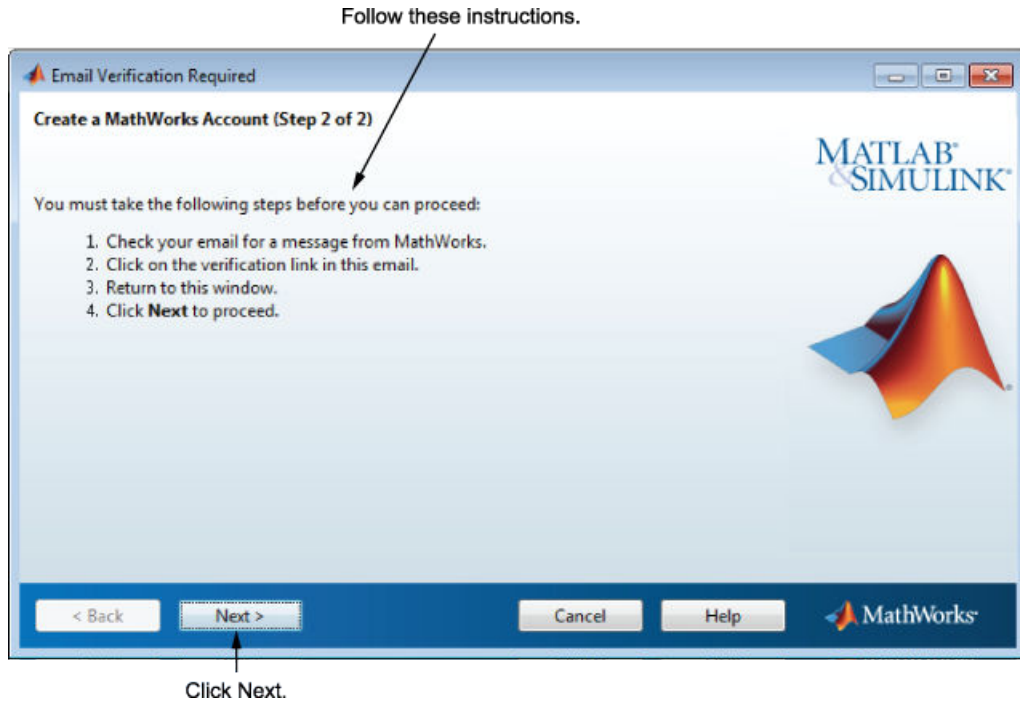 Follow these instructions.
Email Verification Required
Create a MathWorks Account (Step 2 of 2)
MATLAB®
&SIMULINK®
You must take the following steps before you can proceed:
1. Check your email for a message from MathWorks.
2. Click on the verification link in this email.
3. Return to this window.
4. Click Next to proceed.
®
< Back
Next >
Cancel
Help
MathWorks®
Click Next.